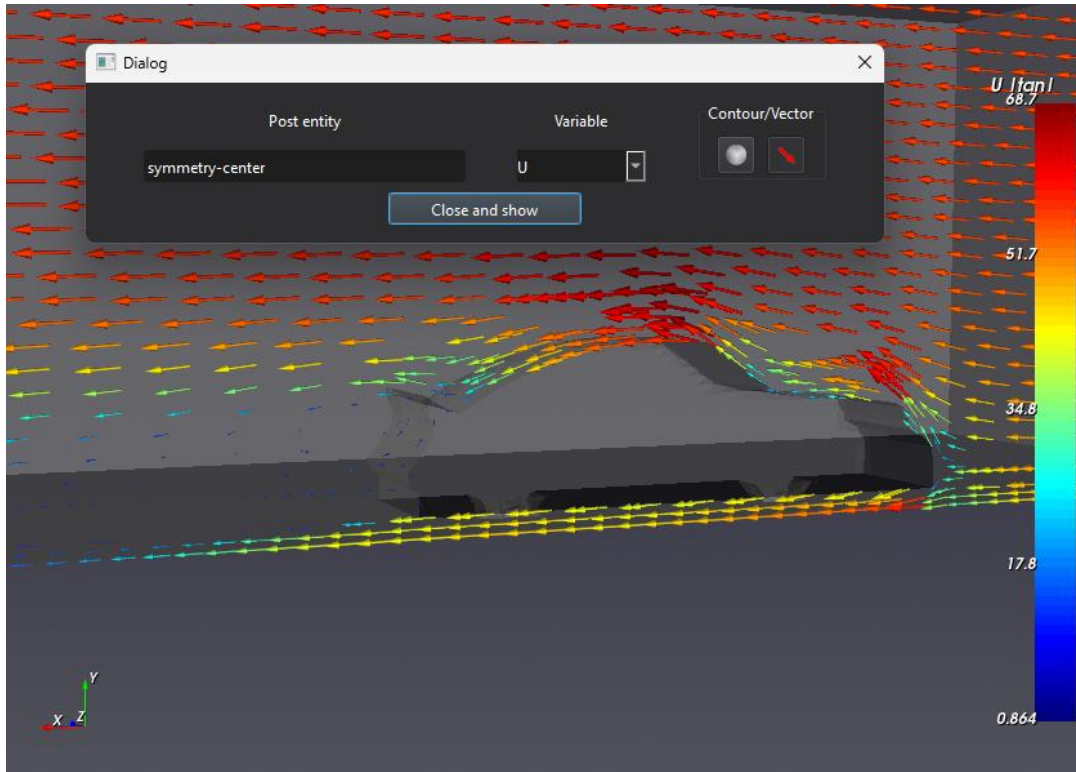 Dialog
Post entity
Variable
Contour/Vector
symmetry-center
U
Close and show
U [tan]
68.7
51.7
34.8
17.8
0.864
Y
X
Z